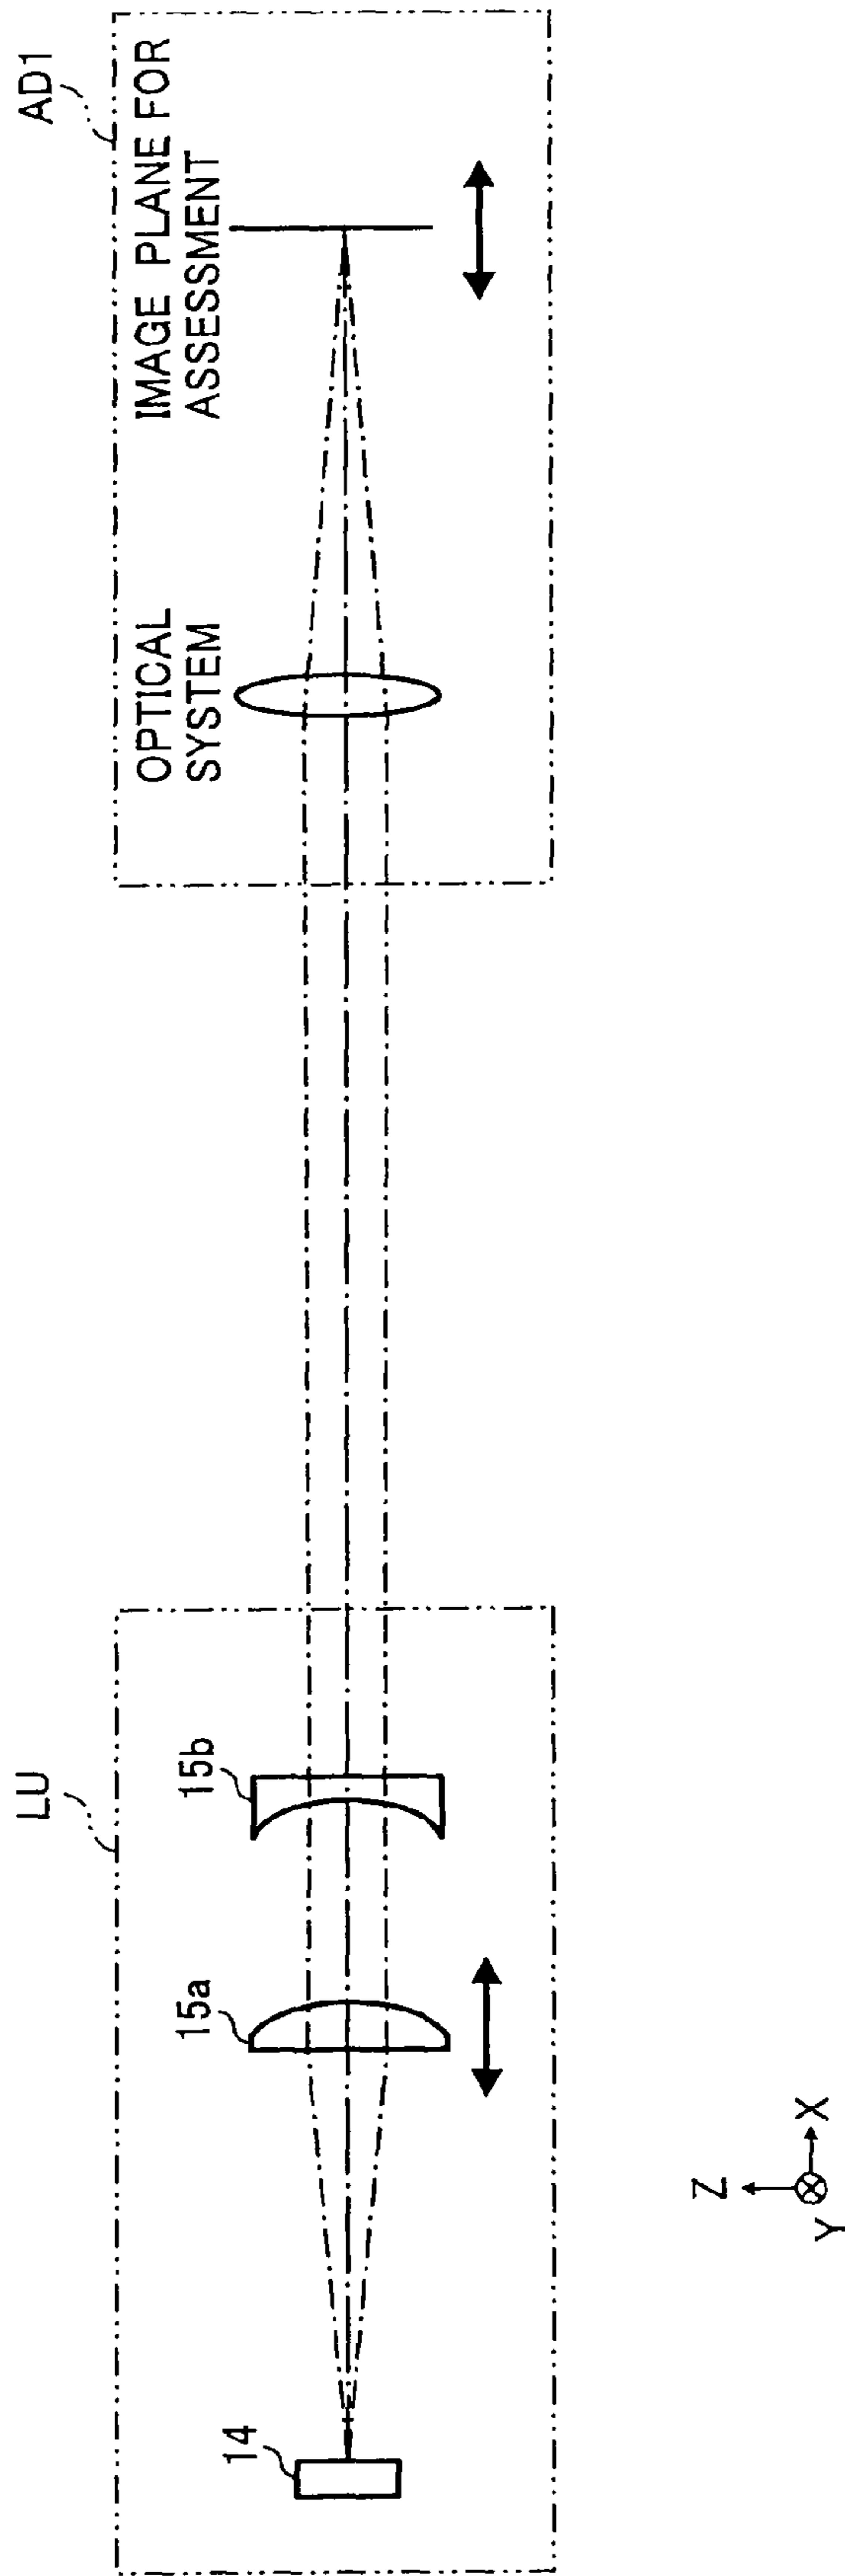 LU
AD1
14
15a
15b
OPTICAL
SYSTEM
IMAGE PLANE FOR
ASSESSMENT
Z
X
Y